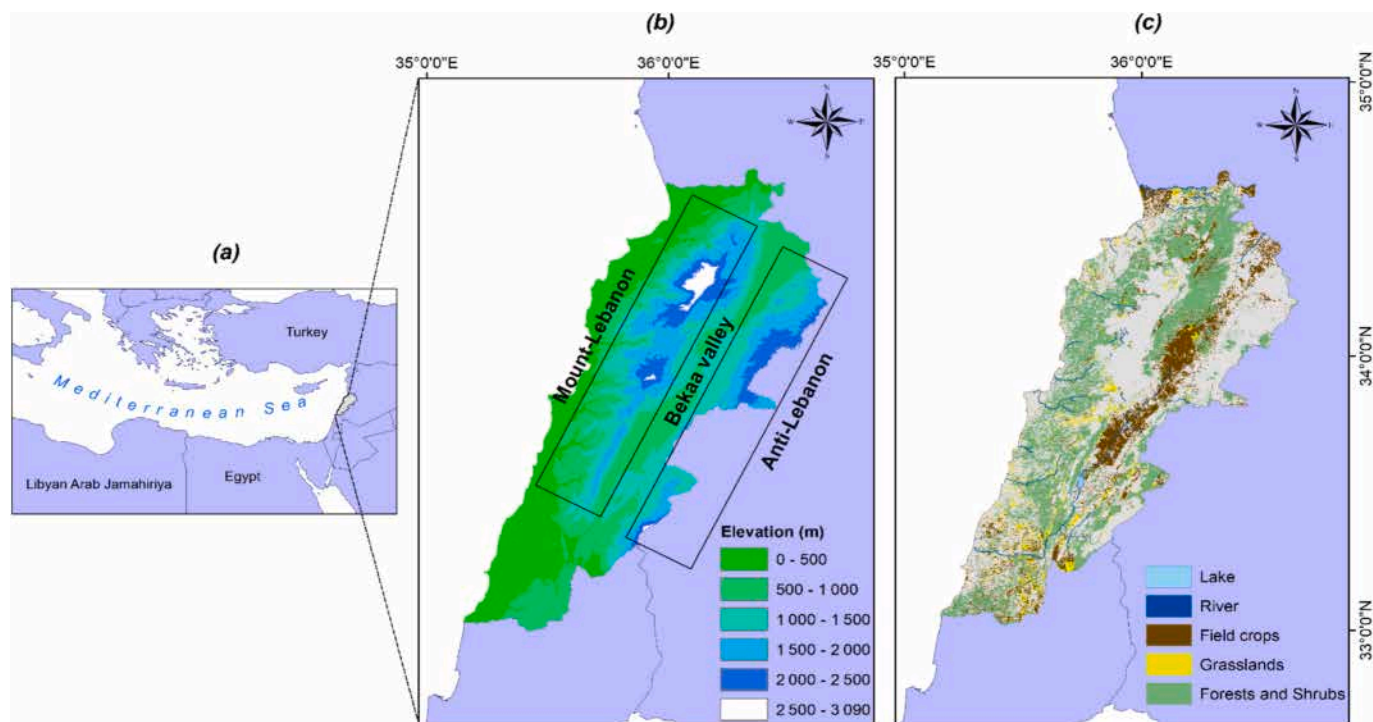 (a)
Turkey
Mediterranean Sea
Libyan Arab Jamahiriya
Egypt
(b)
35°0'0"E
36°0'0"E
N
W
E
S
Mount-Lebanon
Bekaa valley
Anti-Lebanon
Elevation (m)
0 - 500
500 - 1 000
1 000 - 1 500
1 500 - 2 000
2 000 - 2 500
2 500 - 3 090
(c)
35°0'0"E
36°0'0"E
N
W
E
S
35°0'0"N
34°0'0"N
33°0'0"N
Lake
River
Field crops
Grasslands
Forests and Shrubs